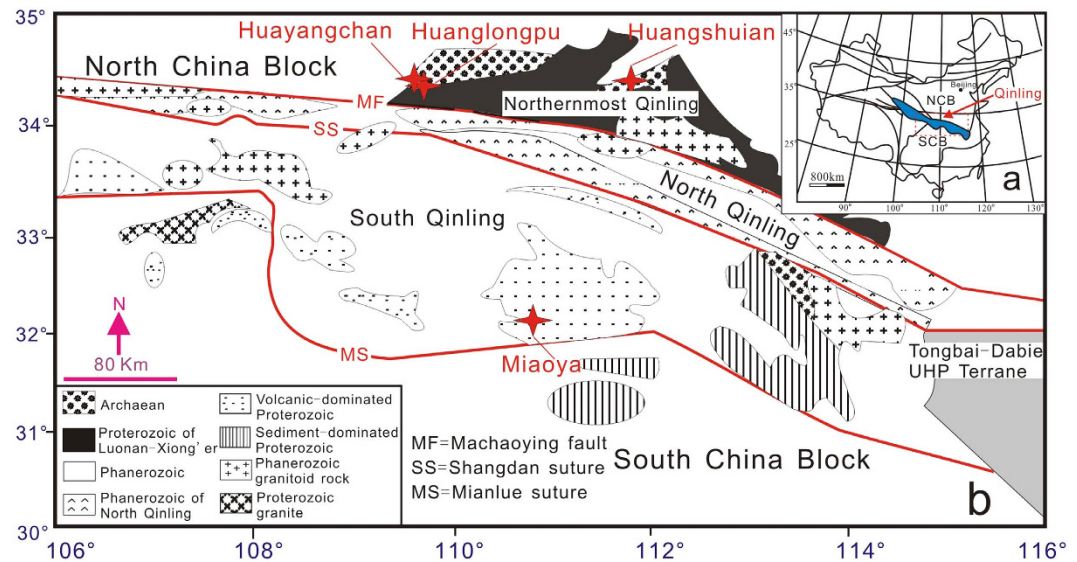 35°
34°
33°
32°
31°
30°
106°
108°
110°
112°
114°
116°
Huayangchan
Huanglongpu
Huangshuian
North China Block
MF
SS
Northernmost Qinling
North Qinling
South Qinling
MS
Miaoya
N
80 Km
Tongbai-Dabie
UHP Terrane
South China Block
MF=Machaoying fault
SS=Shangdan suture
MS=Mianlue suture
b
Archaean
Proterozoic of
Luonan-Xiong' er
Phanerozoic
Phanerozoic of
North Qinling
Volcanic-dominated
Proterozoic
Sediment-dominated
Proterozoic
Phanerozoic
granitoid rock
Proterozoic
granite
45°
35°
25°
Beijing
NCB
Qinling
SCB
800km
a
90°
100°
110°
120°
130°